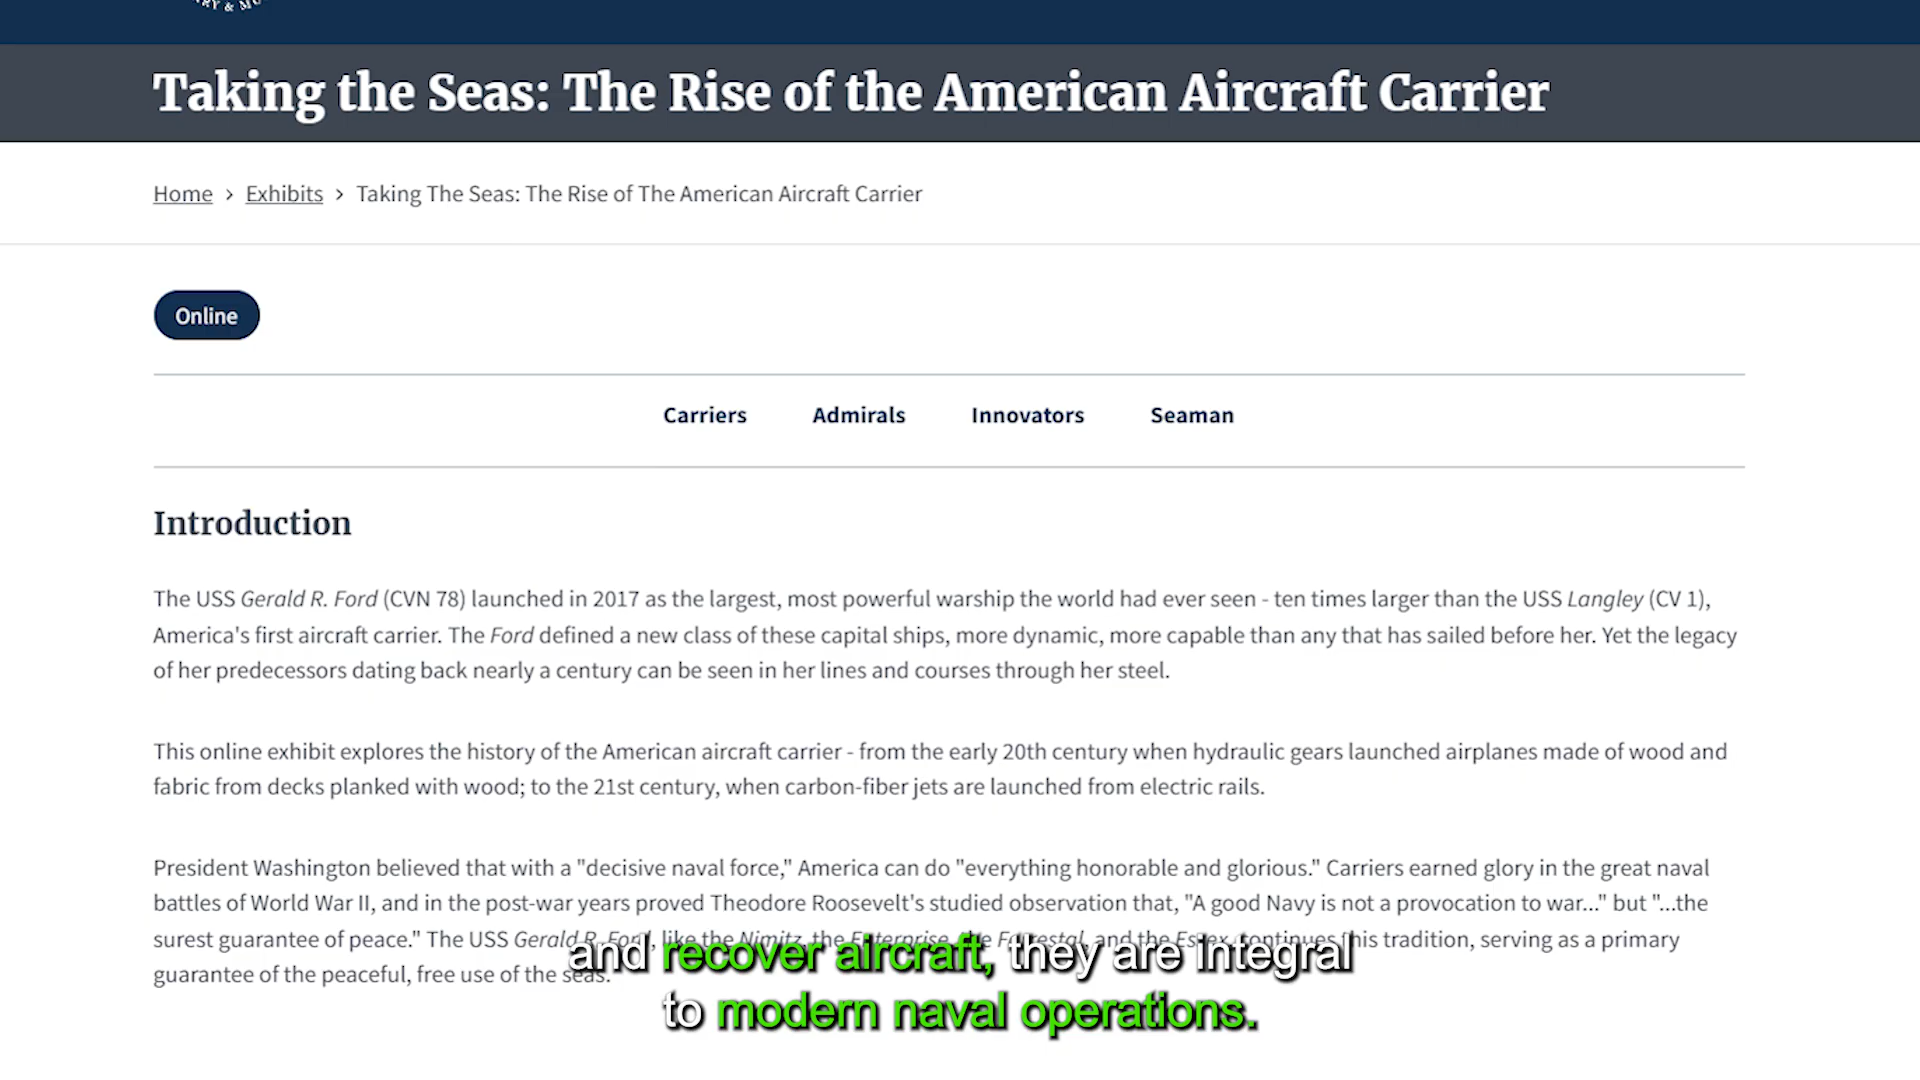 Taking the Seas: The Rise of the American Aircraft Carrier
Home › Exhibits › Taking The Seas: The Rise of The American Aircraft Carrier
Online
Carriers Admirals Innovators Seaman
Introduction
The USS Gerald R. Ford (CVN 78) launched in 2017 as the largest, most powerful warship the world had ever seen - ten times larger than the USS Langley (CV 1),
America's first aircraft carrier. The Ford defined a new class of these capital ships, more dynamic, more capable than any that has sailed before her. Yet the legacy
of her predecessors dating back nearly a century can be seen in her lines and courses through her steel.
This online exhibit explores the history of the American aircraft carrier - from the early 20th century when hydraulic gears launched airplanes made of wood and
fabric from decks planked with wood; to the 21st century, when carbon-fiber jets are launched from electric rails.
President Washington believed that with a "decisive naval force," America can do "everything honorable and glorious." Carriers earned glory in the great naval
battles of World War II, and in the post-war years proved Theodore Roosevelt's studied observation that, "A good Navy is not a provocation to war..." but "...the
surest guarantee of peace." The USS Gerald R. Ford, like the Nimitz, the Enterprise, the Forrestal, and the Essex, continues this tradition, serving as a primary
guarantee of the peaceful, free use of the seas.
and recover aircraft, they are integral
to modern naval operations.